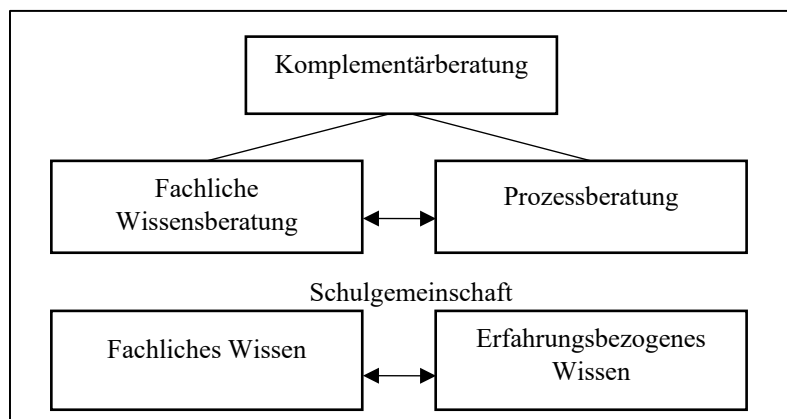 Komplementärberatung
Fachliche
Wissensberatung
Prozessberatung
Schulgemeinschaft
Fachliches Wissen
Erfahrungsbezogenes
Wissen